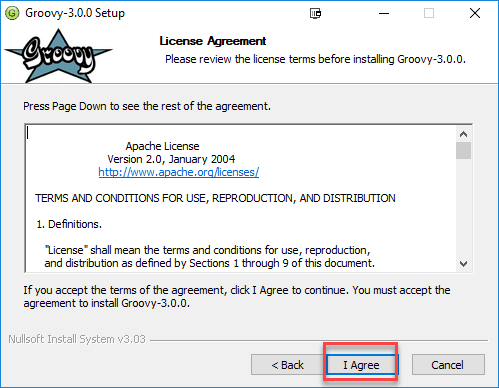 Groovy-3.0.0 Setup
Groovy
License Agreement
Please review the license terms before installing Groovy-3.0.0.
Press Page Down to see the rest of the agreement.
Apache License
Version 2.0, January 2004
http://www.apache.org/licenses/
TERMS AND CONDITIONS FOR USE, REPRODUCTION, AND DISTRIBUTION
1. Definitions.
"License" shall mean the terms and conditions for use, reproduction,
and distribution as defined by Sections 1 through 9 of this document.
If you accept the terms of the agreement, click I Agree to continue. You must accept the
agreement to install Groovy-3.0.0.
Nullsoft Install System v3.03
< Back I Agree Cancel